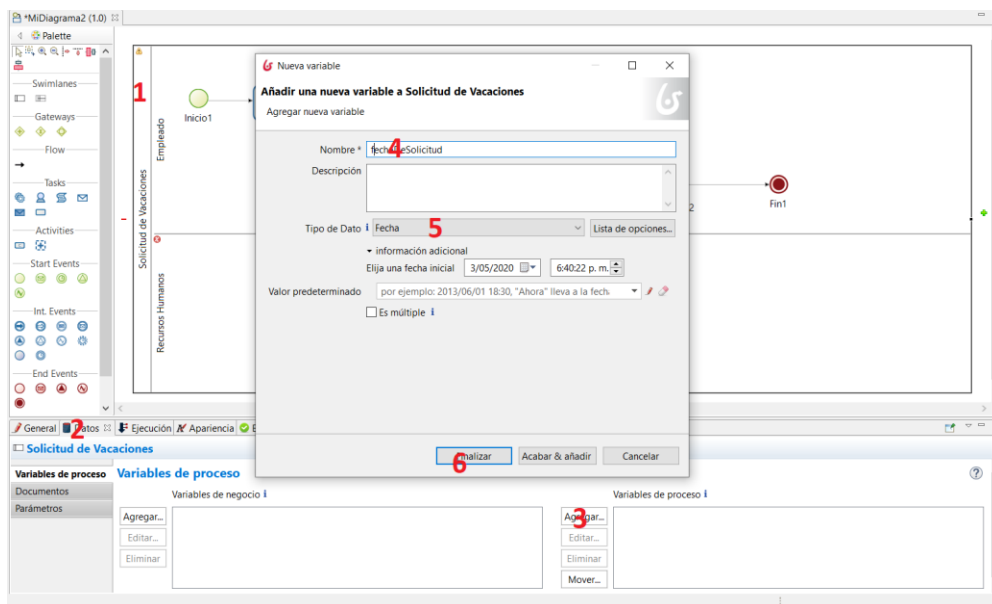 *MiDiagrama2 (1.0)
Palette
Swimlanes
Gateways
Flow
Tasks
Activities
Start Events
Int. Events
End Events
1
Solicitud de Vacaciones
Empleado
Recursos Humanos
Inicio1
2
Fin1
Nueva variable
Añadir una nueva variable a Solicitud de Vacaciones
Agregar nueva variable
Nombre * fechaDeSolicitud
4
Descripción
Tipo de Dato Fecha Lista de opciones...
5
información adicional
Elija una fecha inicial 3/05/2020 6:40:22 p. m.
Valor predeterminado por ejemplo: 2013/06/01 18:30, "Ahora" lleva a la fech
Es múltiple
Finalizar Acabar & añadir Cancelar
6
General Datos Ejecución Apariencia
2
Solicitud de Vacaciones
Variables de proceso
Documentos
Parámetros
Variables de proceso
Variables de negocio
Agregar...
Editar...
Eliminar
Variables de proceso
Agregar...
3
Editar...
Eliminar
Mover...